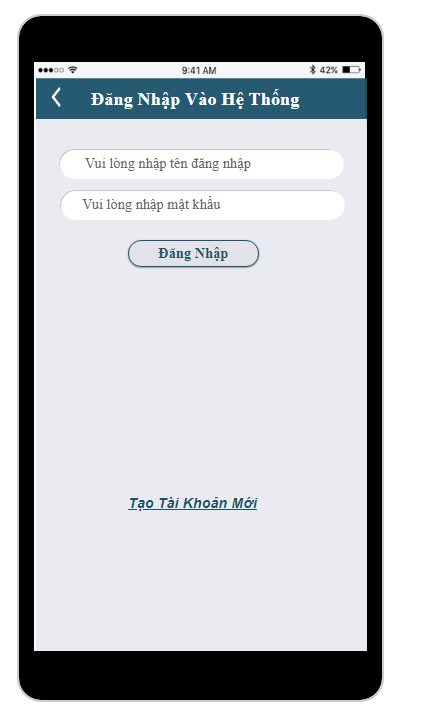 9:41 AM 42%
Đăng Nhập Vào Hệ Thống
Vui lòng nhập tên đăng nhập
Vui lòng nhập mật khẩu
Đăng Nhập
Tạo Tài Khoản Mới